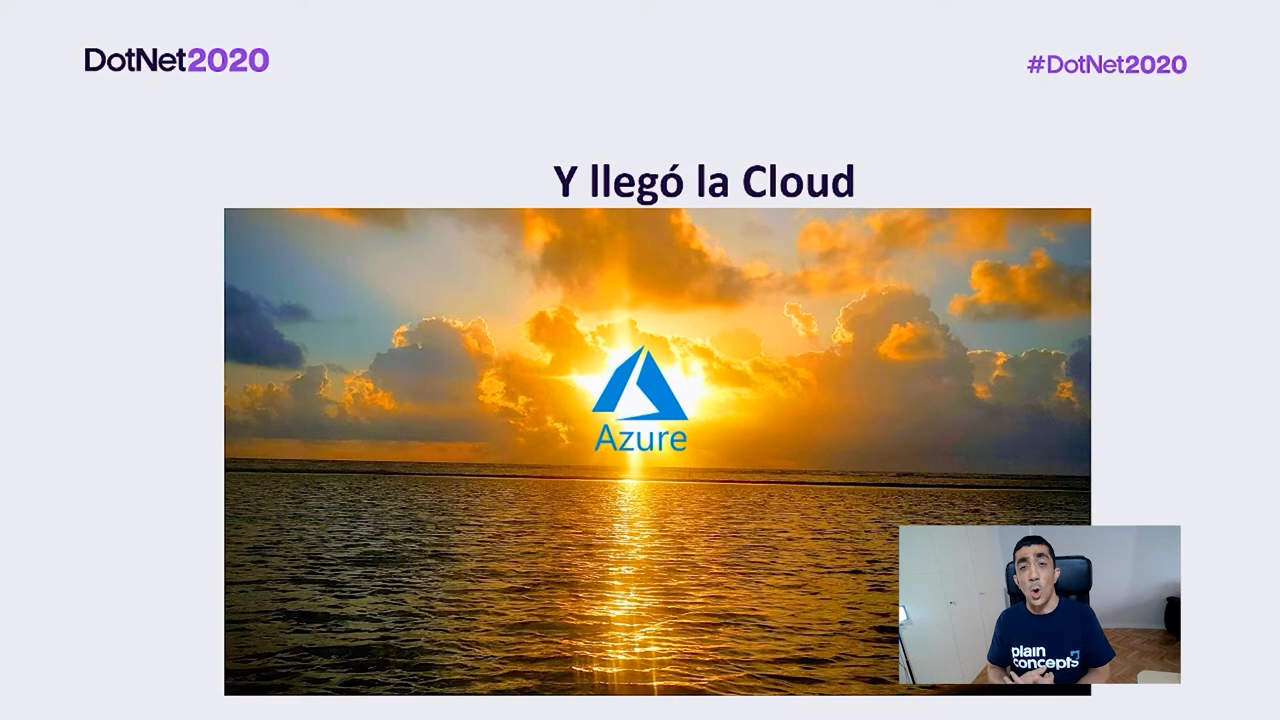 DotNet2020
#DotNet2020
Y llegó la Cloud
Azure
plain
concepts